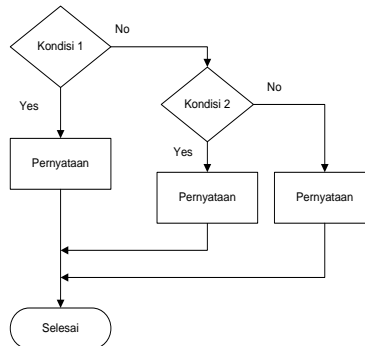 Kondisi 1
No
Kondisi 2
No
Yes
Yes
Pernyataan
Pernyataan
Pernyataan
Selesai